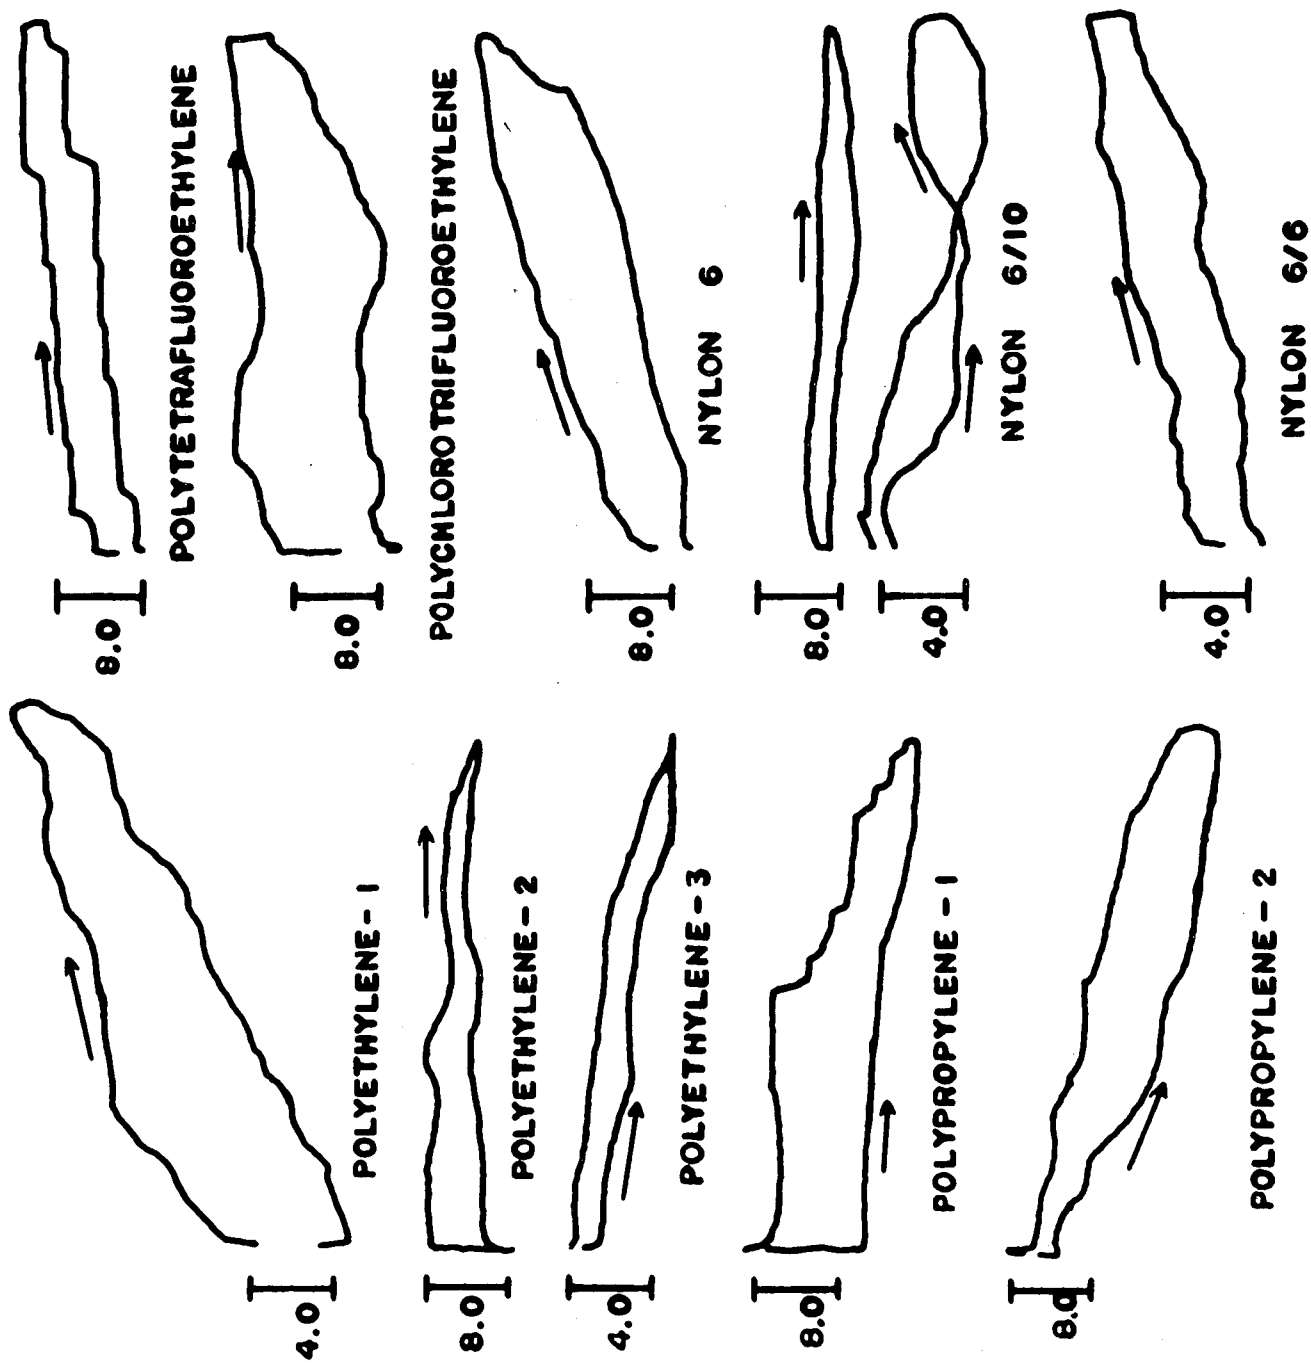 4.0
POLYETHYLENE-1
8.0
POLYETHYLENE-2
4.0
POLYETHYLENE-3
8.0
POLYPROPYLENE-1
8.0
POLYPROPYLENE-2
8.0
POLYTETRAFLUOROETHYLENE
8.0
POLYCHLOROTRIFLUOROETHYLENE
8.0
NYLON 6
8.0
4.0
NYLON 6/10
4.0
NYLON 6/6